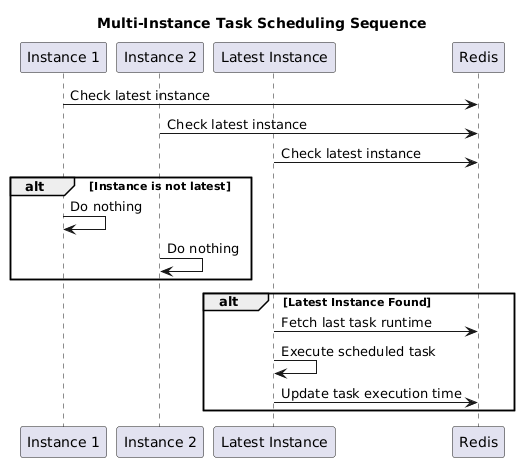 Multi-Instance Task Scheduling Sequence
Instance 1 Instance 2 Latest Instance Redis
Check latest instance
Check latest instance
Check latest instance
alt [Instance is not latest]
Do nothing
Do nothing
alt [Latest Instance Found]
Fetch last task runtime
Execute scheduled task
Update task execution time
Instance 1 Instance 2 Latest Instance Redis